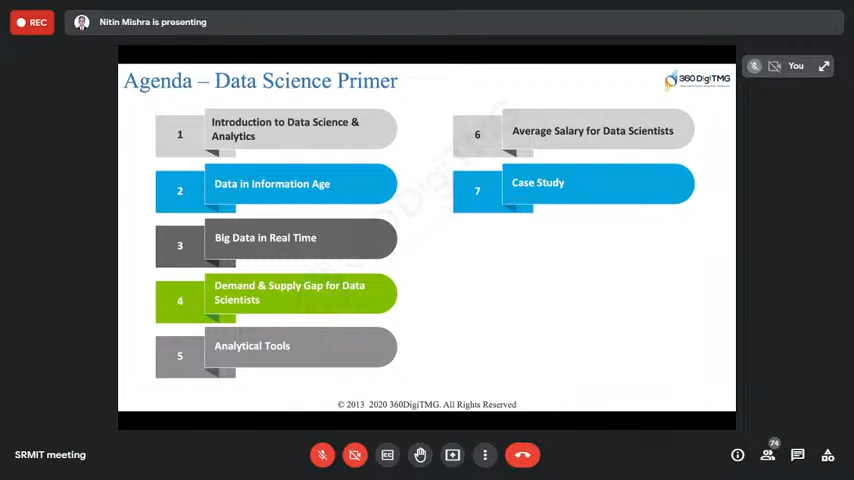 REC
Nitin Mishra is presenting
You
Agenda – Data Science Primer
360DigiTMG
1
Introduction to Data Science &
Analytics
2
Data in Information Age
3
Big Data in Real Time
4
Demand & Supply Gap for Data
Scientists
5
Analytical Tools
6
Average Salary for Data Scientists
7
Case Study
360DigiTMG
© 2013 2020 360DigiTMG. All Rights Reserved
SRMIT meeting
CC
74